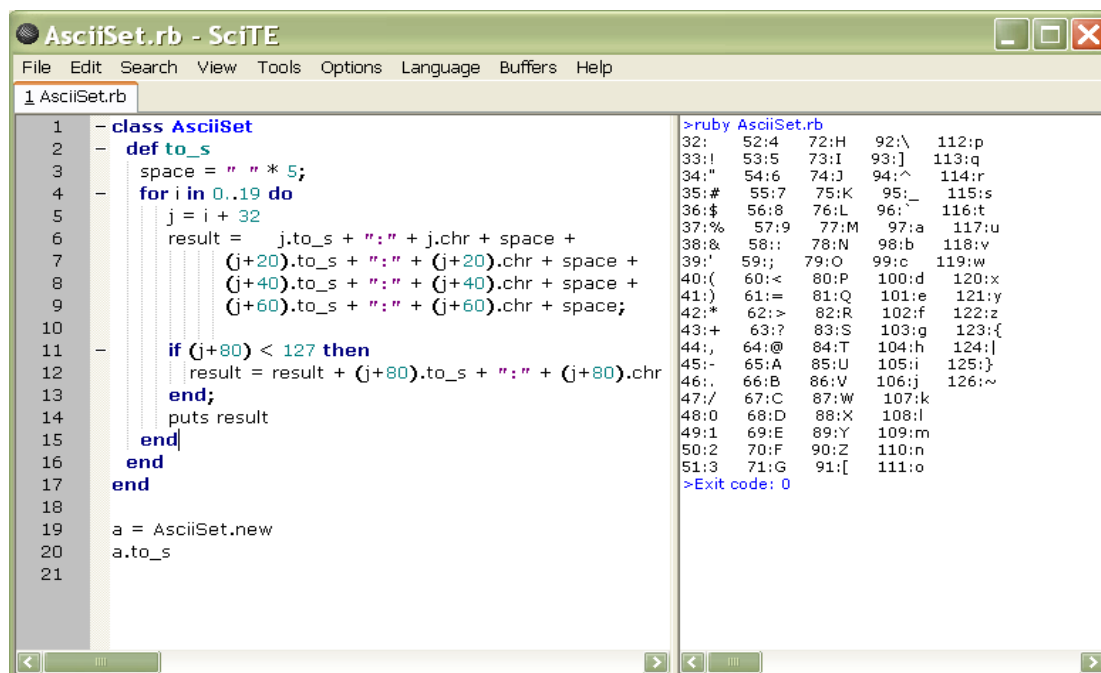 AsciiSet.rb - SciTE
File Edit Search View Tools Options Language Buffers Help
1 AsciiSet.rb
1 class AsciiSet
2 def to_s
3 space = " " * 5;
4 for i in 0..19 do
5 j = i + 32
6 result = j.to_s + ":" + j.chr + space +
7 (j+20).to_s + ":" + (j+20).chr + space +
8 (j+40).to_s + ":" + (j+40).chr + space +
9 (j+60).to_s + ":" + (j+60).chr + space;
10
11 if (j+80) < 127 then
12 result = result + (j+80).to_s + ":" + (j+80).chr
13 end;
14 puts result
15 end
16 end
17 end
18
19 a = AsciiSet.new
20 a.to_s
21
>ruby AsciiSet.rb
32: 52:4 72:H 92:\ 112:p
33:! 53:5 73:I 93:] 113:q
34:" 54:6 74:J 94:^ 114:r
35:# 55:7 75:K 95:_ 115:s
36:$ 56:8 76:L 96:` 116:t
37:% 57:9 77:M 97:a 117:u
38:& 58:: 78:N 98:b 118:v
39:' 59:; 79:O 99:c 119:w
40:( 60:< 80:P 100:d 120:x
41:) 61:= 81:Q 101:e 121:y
42:* 62:> 82:R 102:f 122:z
43:+ 63:? 83:S 103:g 123:{
44:, 64:@ 84:T 104:h 124:|
45:- 65:A 85:U 105:i 125:}
46:. 66:B 86:V 106:j 126:~
47:/ 67:C 87:W 107:k
48:0 68:D 88:X 108:l
49:1 69:E 89:Y 109:m
50:2 70:F 90:Z 110:n
51:3 71:G 91:[ 111:o
>Exit code: 0